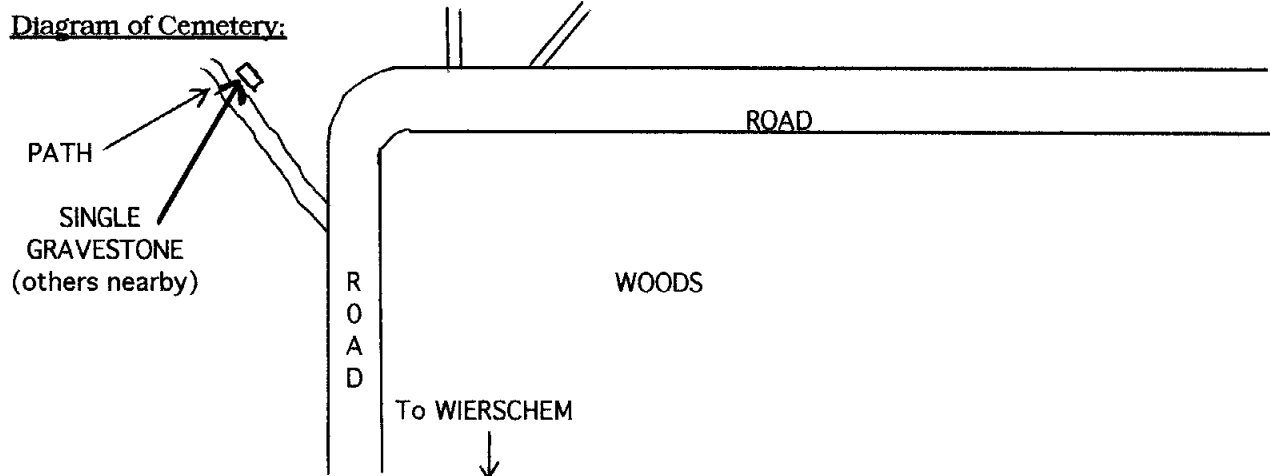 Diagram of Cemetery:
ROAD
PATH
SINGLE
GRAVESTONE
(others nearby)
R
O
A
D
WOODS
To WIERSCHEM